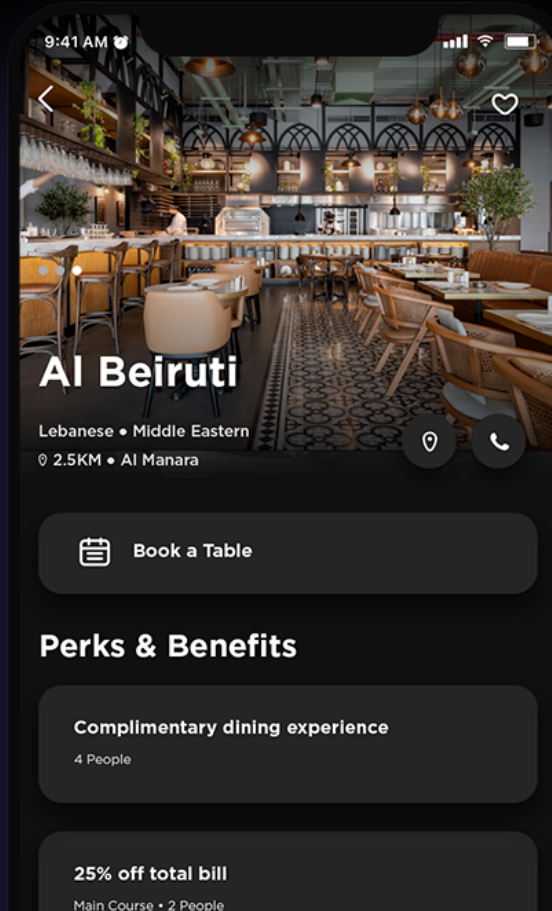 9:41 AM
Al Beiruti
Lebanese • Middle Eastern
2.5KM • Al Manara
Book a Table
Perks & Benefits
Complimentary dining experience
4 People
25% off total bill
Main Course • 2 People